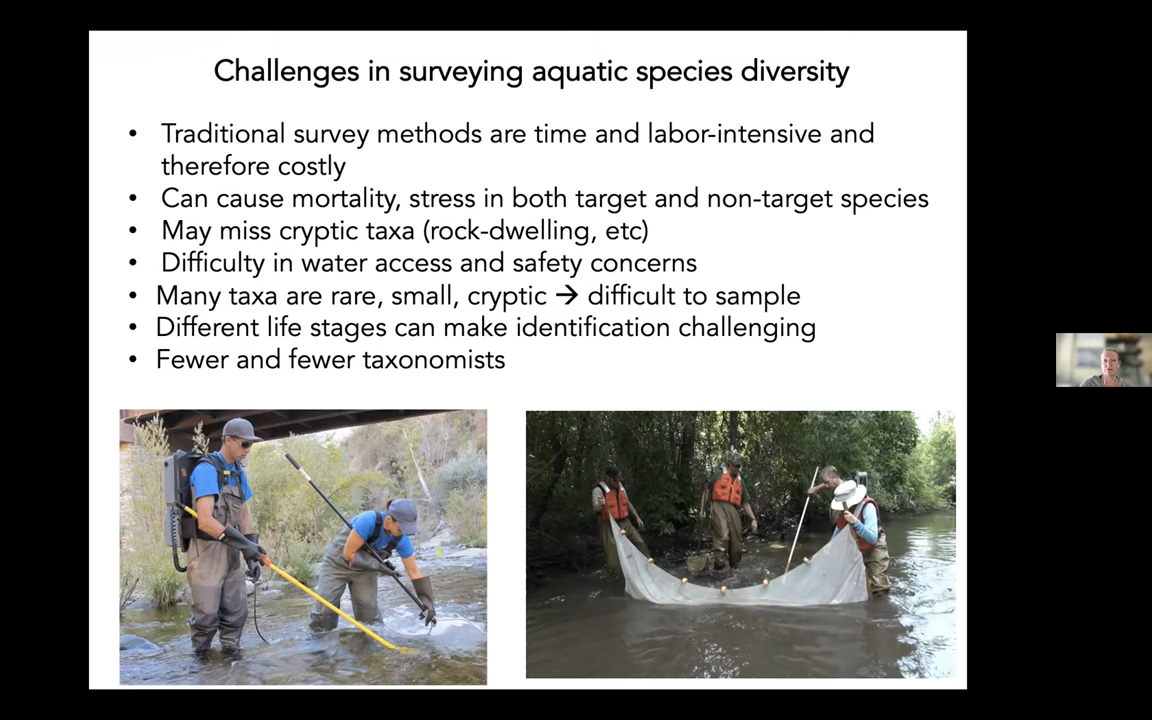 Challenges in surveying aquatic species diversity
• Traditional survey methods are time and labor-intensive and
therefore costly
• Can cause mortality, stress in both target and non-target species
• May miss cryptic taxa (rock-dwelling, etc)
• Difficulty in water access and safety concerns
• Many taxa are rare, small, cryptic → difficult to sample
• Different life stages can make identification challenging
• Fewer and fewer taxonomists